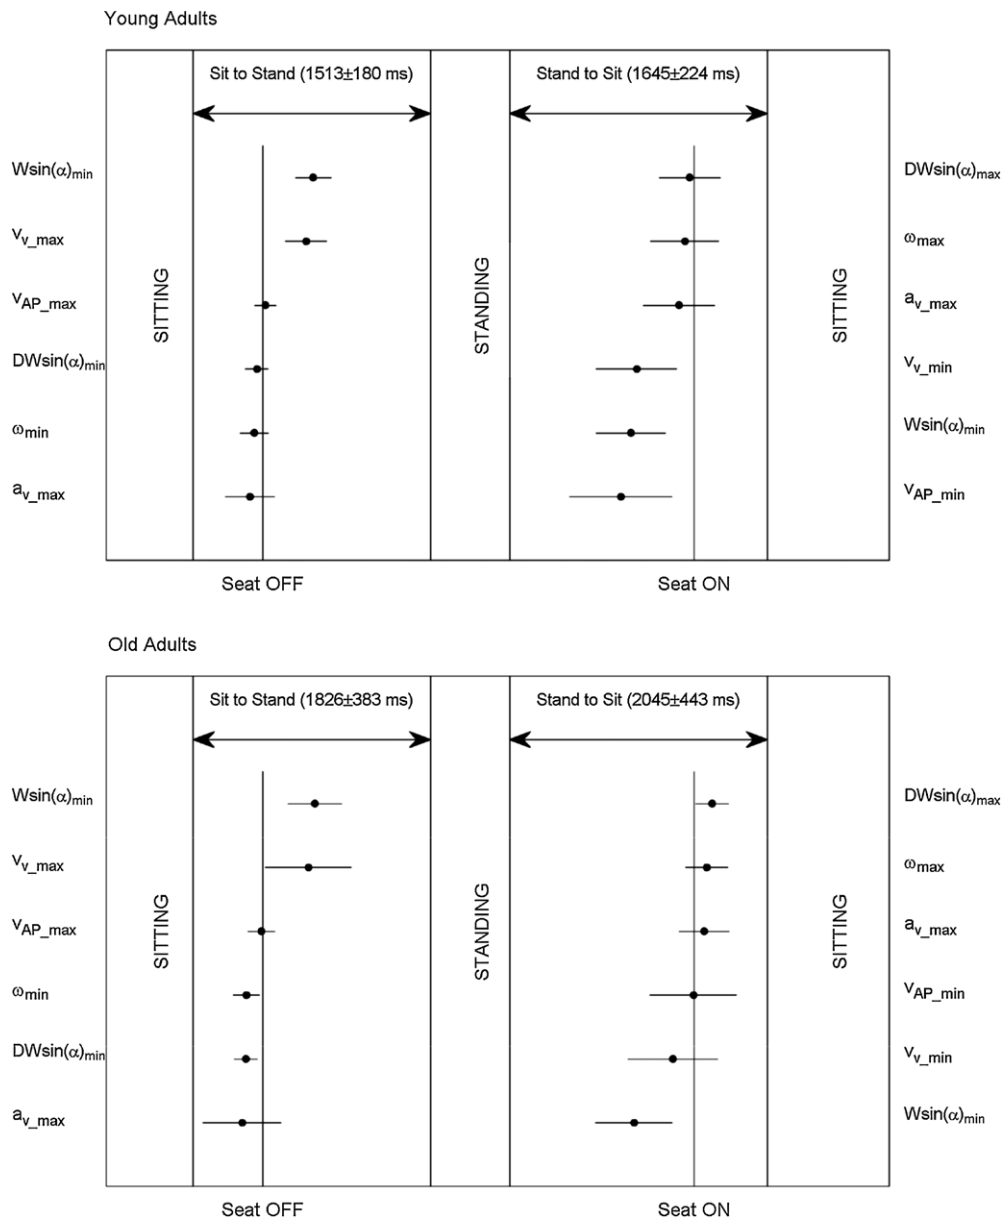 Young Adults
Sit to Stand (1513±180 ms)
Stand to Sit (1645±224 ms)
Wsin(α)min
DWsin(α)max
vv_max
ωmax
vAP_max
av_max
SITTING
STANDING
SITTING
DWsin(α)min
vv_min
ωmin
Wsin(α)min
av_max
vAP_min
Seat OFF
Seat ON
Old Adults
Sit to Stand (1826±383 ms)
Stand to Sit (2045±443 ms)
Wsin(α)min
DWsin(α)max
vv_max
ωmax
vAP_max
av_max
SITTING
STANDING
SITTING
ωmin
vAP_min
DWsin(α)min
vv_min
av_max
Wsin(α)min
Seat OFF
Seat ON